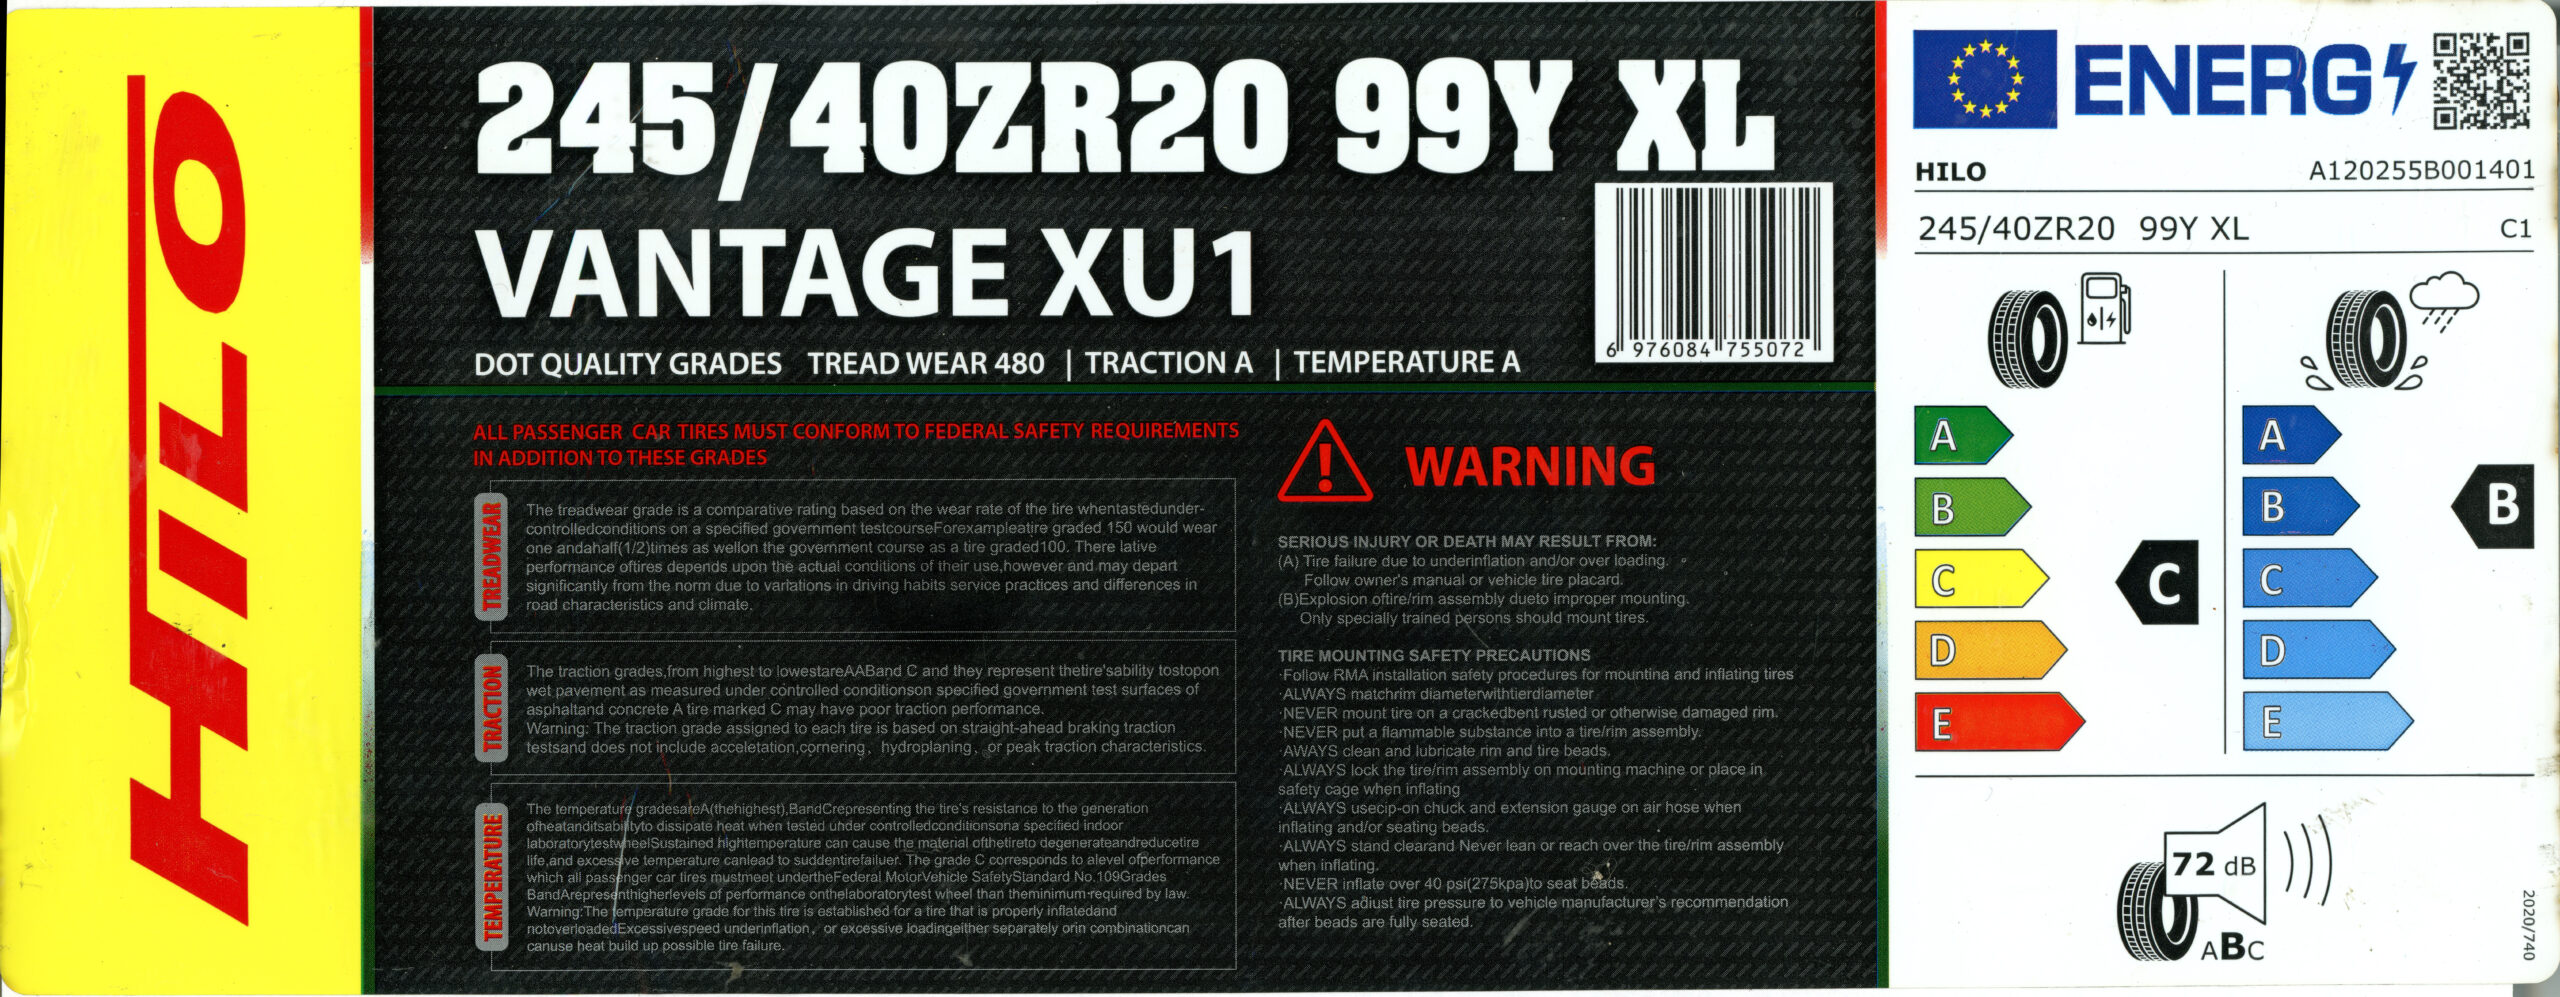 HILO
245/40ZR20 99Y XL
VANTAGE XU1
6 976084 755072
DOT QUALITY GRADES TREAD WEAR 480 | TRACTION A | TEMPERATURE A
ALL PASSENGER CAR TIRES MUST CONFORM TO FEDERAL SAFETY REQUIREMENTS
IN ADDITION TO THESE GRADES
TREADWEAR
The treadwear grade is a comparative rating based on the wear rate of the tire whentastedunder-
controlledconditions on a specified government testcourseForexampleatire graded 150 would wear
one andahalf(1/2)times as wellon the government course as a tire graded100. There lative
performance oftires depends upon the actual conditions of their use,however and may depart
significantly from the norm due to variations in driving habits service practices and differences in
road characteristics and climate.
TRACTION
The traction grades,from highest to lowestareAABand C and they represent thetire'sability tostopon
wet pavement as measured under controlled conditionson specified government test surfaces of
asphaltand concrete A tire marked C may have poor traction performance.
Warning: The traction grade assigned to each tire is based on straight-ahead braking traction
testsand does not include acceletation,cornering, hydroplaning, or peak traction characteristics.
TEMPERATURE
The temperature gradesareA(thehighest),BandCrepresenting the tire's resistance to the generation
ofheatanditsabilityto dissipate heat when tested under controlledconditionsona specified indoor
laboratorytestwheelSustained hightemperature can cause the material ofthetireto degenerateandreducetire
life,and excessive temperature canlead to suddentirefailuer. The grade C corresponds to alevel ofperformance
which all passenger car tires mustmeet undertheFederal MotorVehicle SafetyStandard No.109Grades
BandArepresenthigherlevels of performance onthelaboratorytest wheel than theminimum-required by law.
Warning:The temperature grade for this tire is established for a tire that is properly inflatedand
notoverloadedExcessivespeed underinflation, or excessive loadingeither separately orin combinationcan
canuse heat build up possible tire failure.
WARNING
SERIOUS INJURY OR DEATH MAY RESULT FROM:
(A) Tire failure due to underinflation and/or over loading.
Follow owner's manual or vehicle tire placard.
(B)Explosion oftire/rim assembly dueto improper mounting.
Only specially trained persons should mount tires.
TIRE MOUNTING SAFETY PRECAUTIONS
·Follow RMA installation safety procedures for mountina and inflating tires
·ALWAYS matchrim diameterwithtierdiameter
·NEVER mount tire on a crackedbent rusted or otherwise damaged rim.
·NEVER put a flammable substance into a tire/rim assembly.
·AWAYS clean and lubricate rim and tire beads.
·ALWAYS lock the tire/rim assembly on mounting machine or place in
safety cage when inflating
·ALWAYS usecip-on chuck and extension gauge on air hose when
inflating and/or seating beads.
·ALWAYS stand clearand Never lean or reach over the tire/rim assembly
when inflating.
·NEVER inflate over 40 psi(275kpa)to seat beads.
·ALWAYS adiust tire pressure to vehicle manufacturer's recommendation
after beads are fully seated.
ENERG
HILO A120255B001401
245/40ZR20 99Y XL C1
A
B
C
D
E
C
A
B
C
D
E
B
72 dB
ABC
2020/740